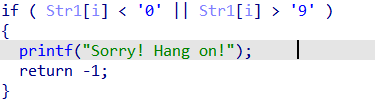 if ( Str1[i] < '0' || Str1[i] > '9' )
{
  printf("Sorry! Hang on!");
  return -1;
}